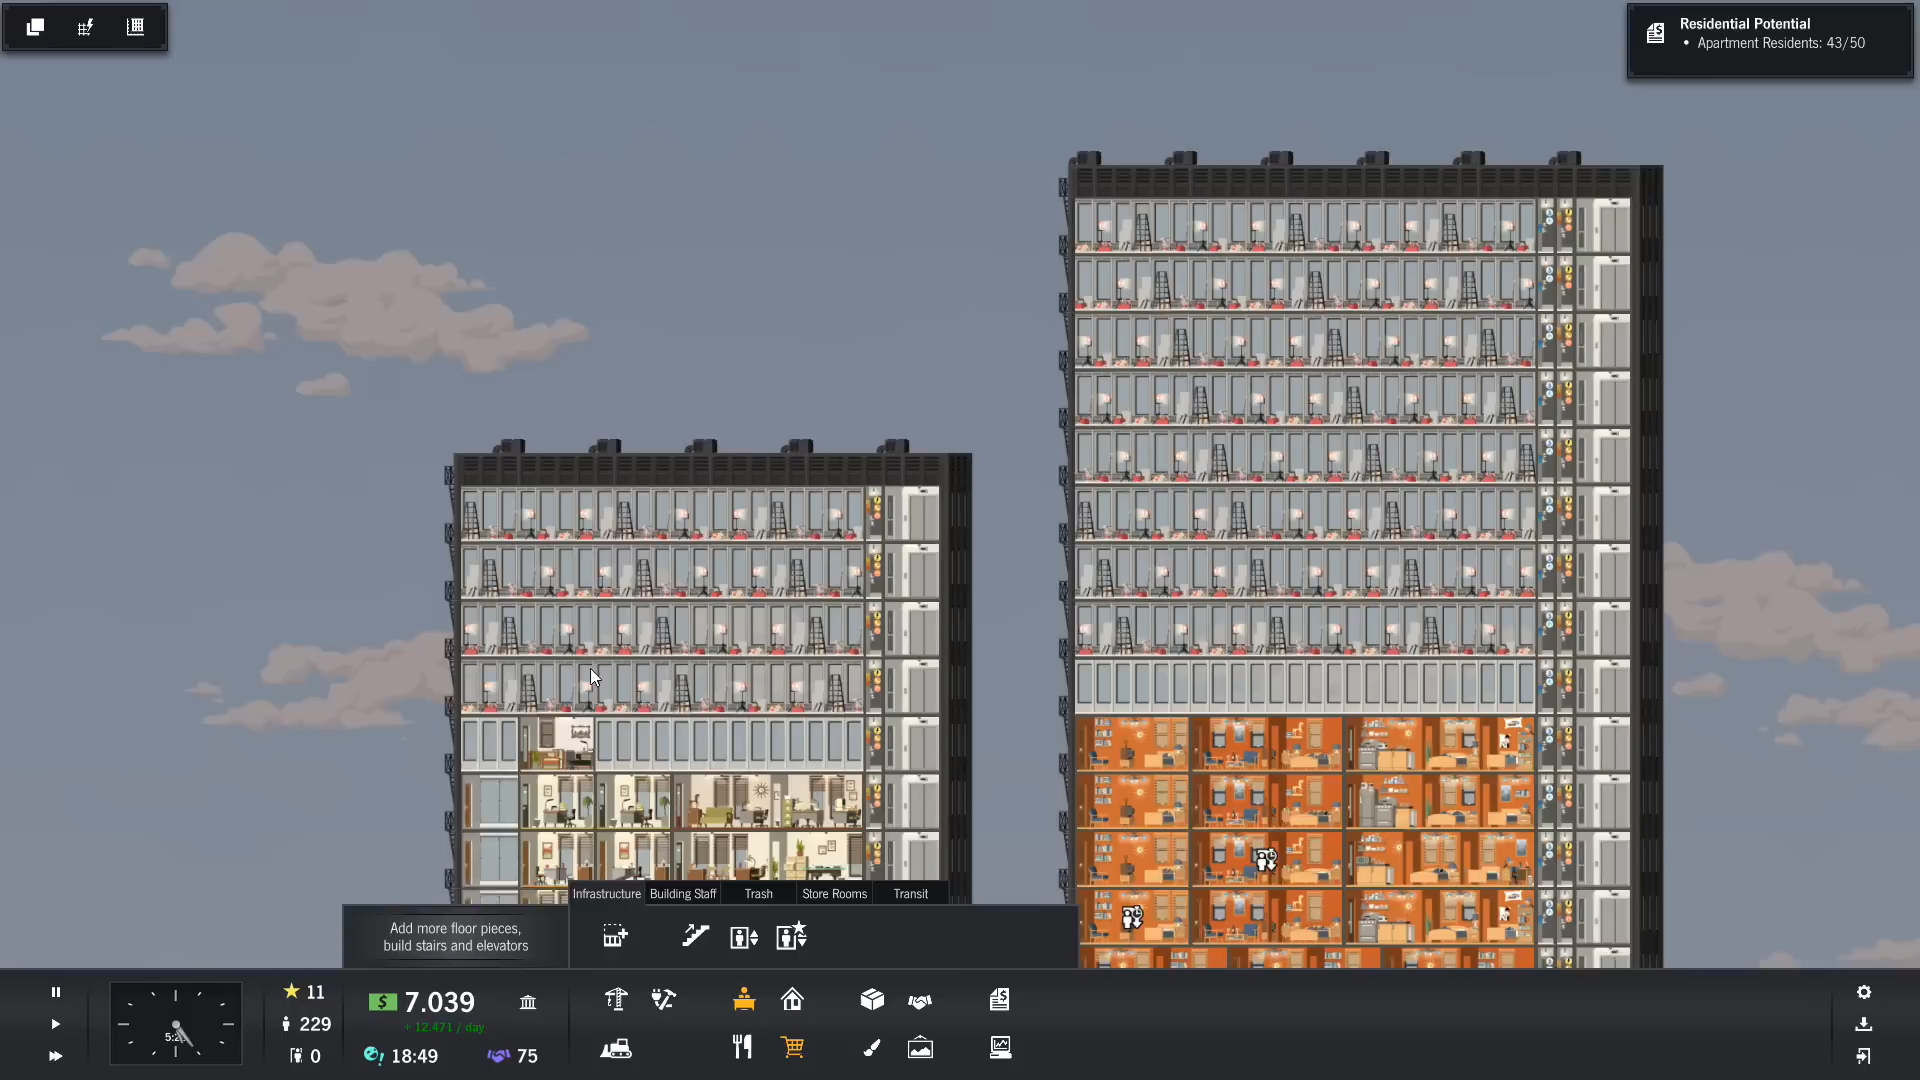 Residential Potential
• Apartment Residents: 43/50
Infrastructure
Building Staff
Trash
Store Rooms
Transit
Add more floor pieces,
build stairs and elevators
11
229
0
$ 7.039
+ 12.471 / day
18:49
75